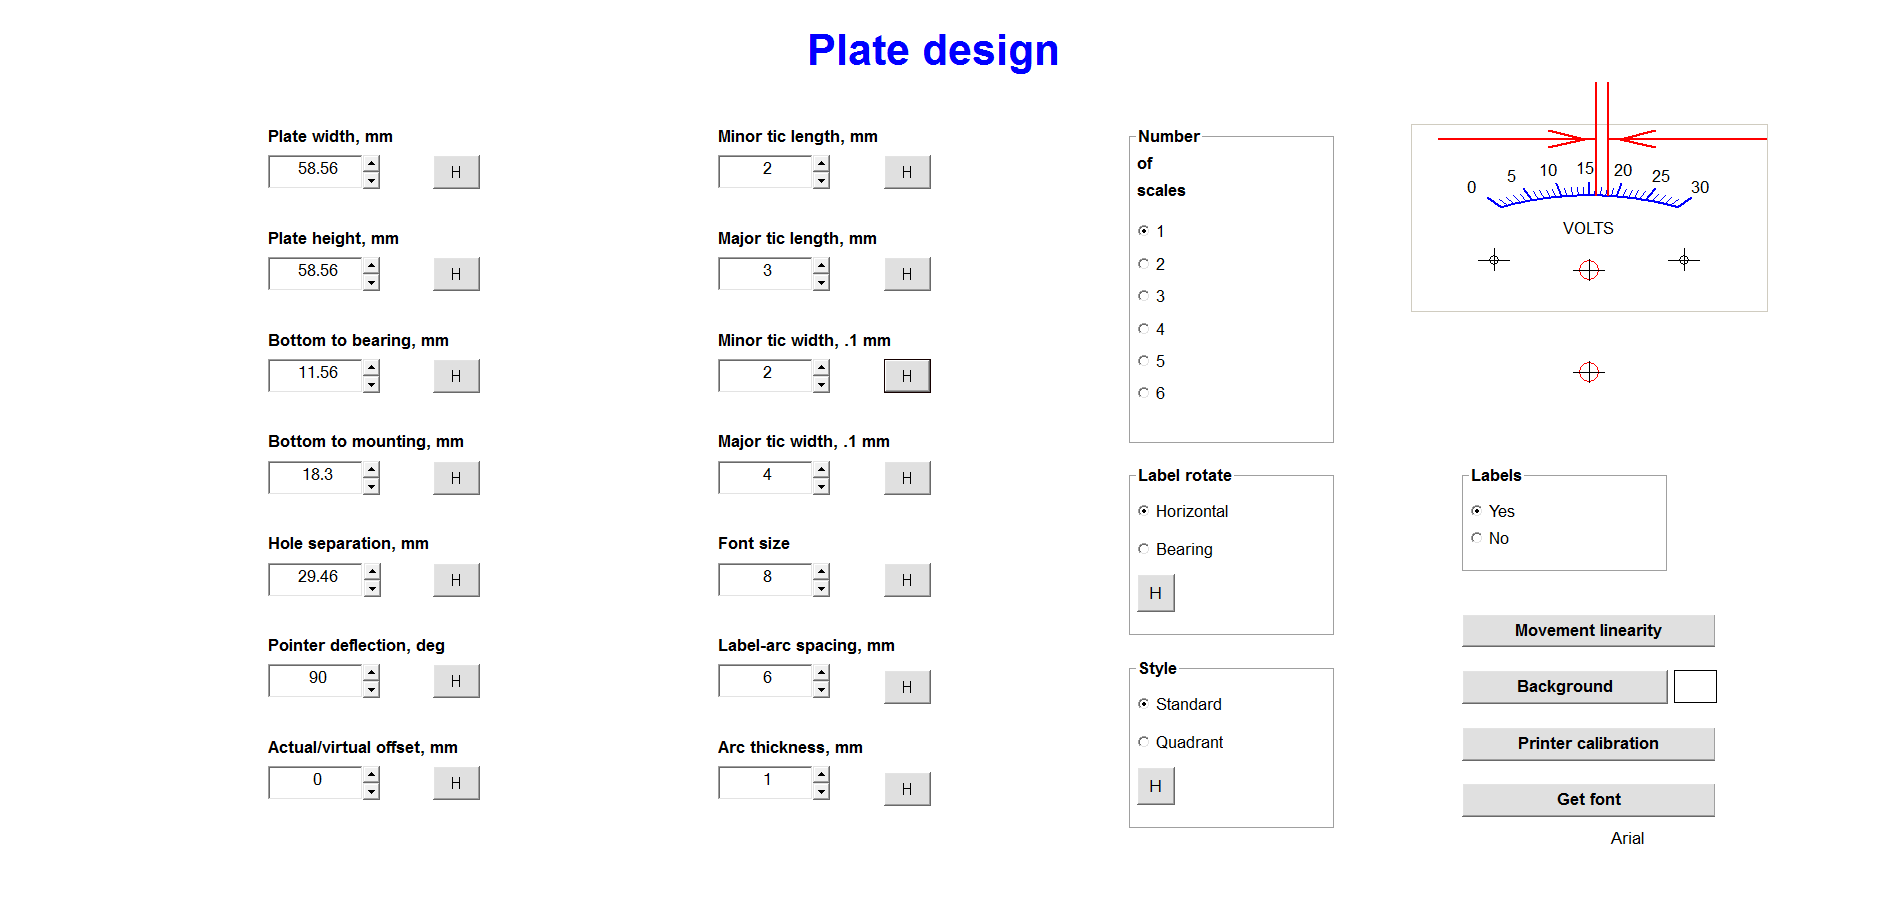 Plate design
Plate width, mm
58.56
H
Plate height, mm
58.56
H
Bottom to bearing, mm
11.56
H
Bottom to mounting, mm
18.3
H
Hole separation, mm
29.46
H
Pointer deflection, deg
90
H
Actual/virtual offset, mm
0
H
Minor tic length, mm
2
H
Major tic length, mm
3
H
Minor tic width, .1 mm
2
H
Major tic width, .1 mm
4
H
Font size
8
H
Label-arc spacing, mm
6
H
Arc thickness, mm
1
H
Number
of
scales
1
2
3
4
5
6
Label rotate
Horizontal
Bearing
H
Style
Standard
Quadrant
H
0 5 10 15 20 25 30
VOLTS
Labels
Yes
No
Movement linearity
Background
Printer calibration
Get font
Arial